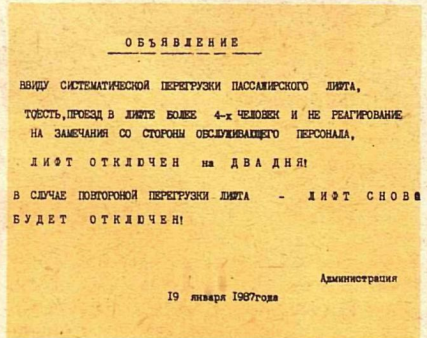 ОБЪЯВЛЕНИЕ
ВВИДУ СИСТЕМАТИЧЕСКОЙ ПЕРЕГРУЗКИ ПАССАЖИРСКОГО ЛИФТА,
ТОЕСТЬ,ПРОЕЗД В ЛИФТЕ БОЛЕЕ 4-х ЧЕЛОВЕК И НЕ РЕАГИРОВАНИЕ
НА ЗАМЕЧАНИЯ СО СТОРОНЫ ОБСЛУЖИВАЮЩЕГО ПЕРСОНАЛА,
ЛИФТ ОТКЛЮЧЕН на ДВА ДНЯ!
В СЛУЧАЕ ПОВТОРОНОЙ ПЕРЕГРУЗКИ ЛИФТА - ЛИФТ СНОВА
БУДЕТ ОТКЛЮЧЕН!
Администрация
19 января 1987года